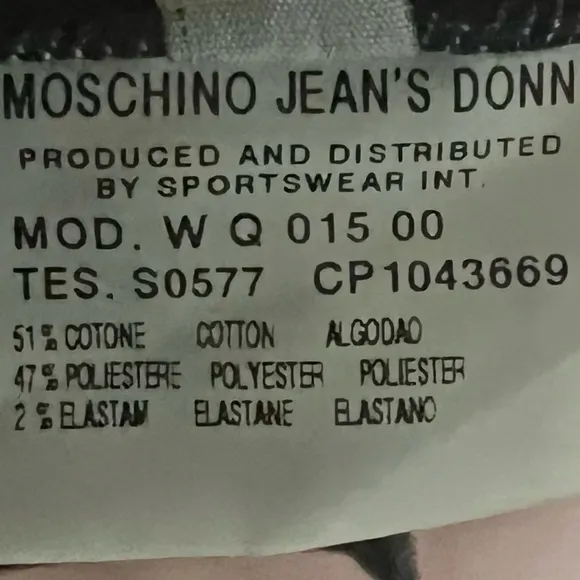 MOSCHINO JEAN'S DONN
PRODUCED AND DISTRIBUTED
BY SPORTSWEAR INT.
MOD. W Q 015 00
TES. S0577 CP1043669
51% COTONE COTTON ALGODAO
47% POLIESTERE POLYESTER POLIESTER
2% ELASTAN ELASTANE ELASTANO